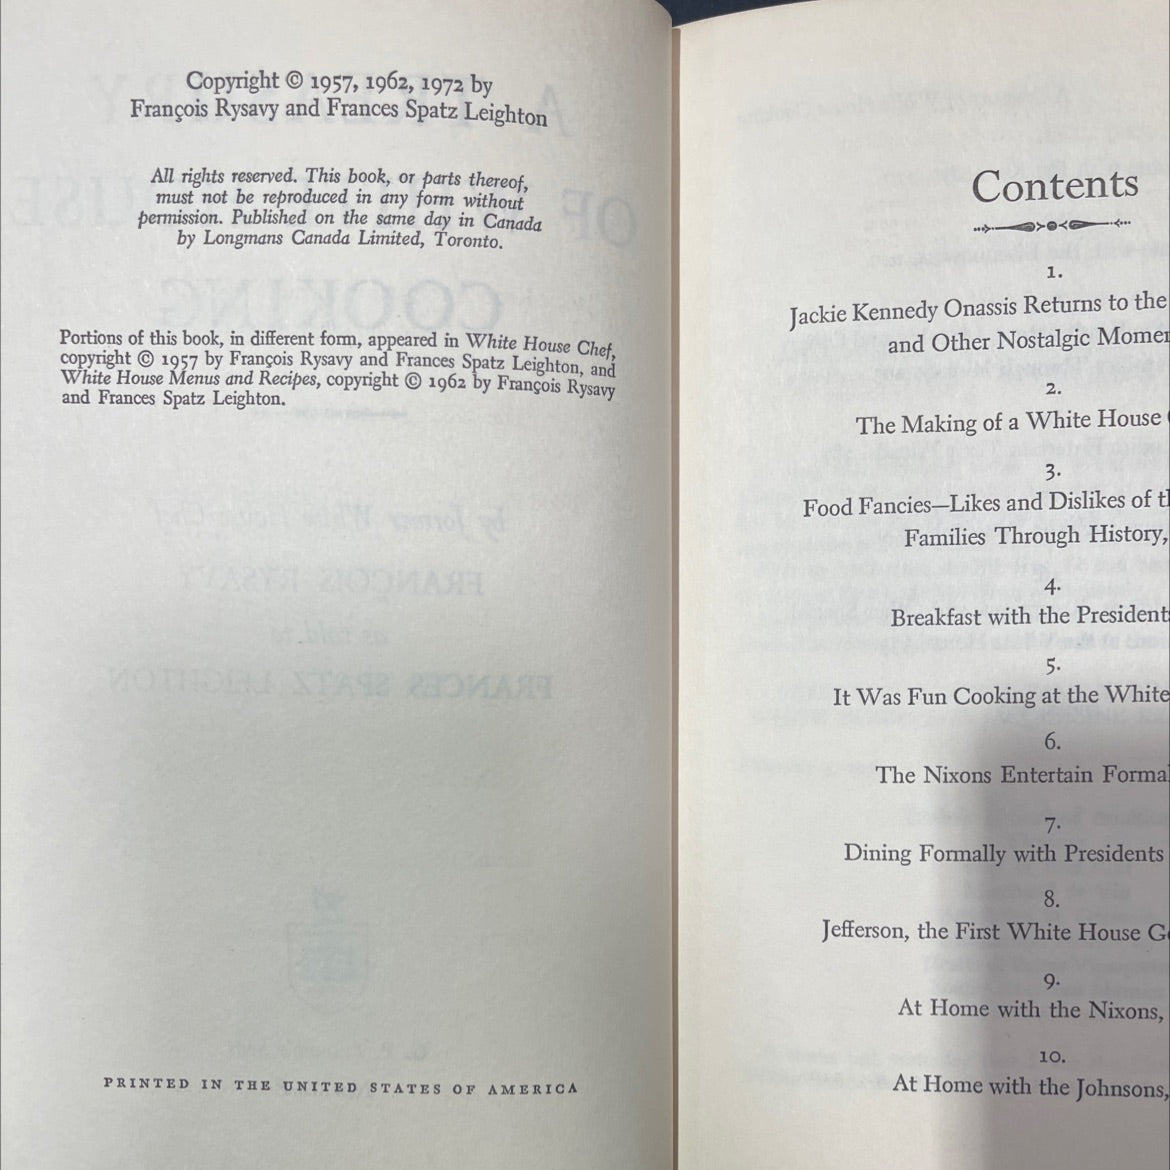 Copyright © 1957, 1962, 1972 by
François Rysavy and Frances Spatz Leighton
All rights reserved. This book, or parts thereof,
must not be reproduced in any form without
permission. Published on the same day in Canada
by Longmans Canada Limited, Toronto.
Portions of this book, in different form, appeared in White House Chef,
copyright © 1957 by François Rysavy and Frances Spatz Leighton, and
White House Menus and Recipes, copyright © 1962 by François Rysavy
and Frances Spatz Leighton.
PRINTED IN THE UNITED STATES OF AMERICA
Contents
1.
Jackie Kennedy Onassis Returns to the
and Other Nostalgic
2.
The Making of a White House
3.
Food Fancies—Likes and Dislikes of
Families Through History,
4.
Breakfast with the
5.
It Was Fun Cooking at the White
6.
The Nixons Entertain
7.
Dining Formally with Presidents
8.
Jefferson, the First White House
9.
At Home with the Nixons,
10.
At Home with the Johnsons,